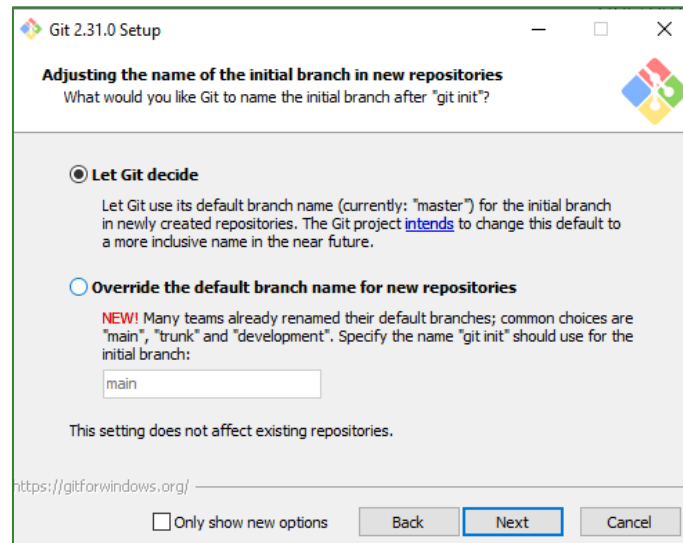 Git 2.31.0 Setup
Adjusting the name of the initial branch in new repositories
What would you like Git to name the initial branch after "git init"?
Let Git decide
Let Git use its default branch name (currently: "master") for the initial branch
in newly created repositories. The Git project intends to change this default to
a more inclusive name in the near future.
Override the default branch name for new repositories
NEW! Many teams already renamed their default branches; common choices are
"main", "trunk" and "development". Specify the name "git init" should use for the
initial branch:
main
This setting does not affect existing repositories.
https://gitforwindows.org/
Only show new options
Back
Next
Cancel